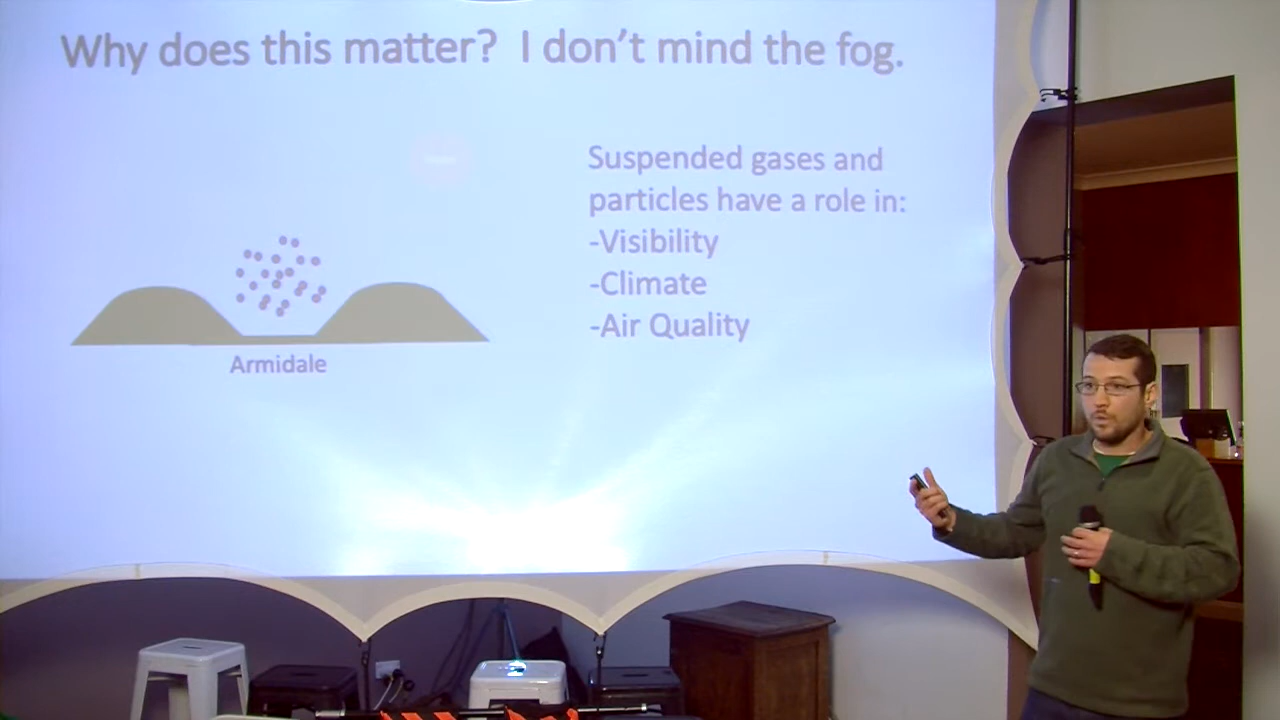 Why does this matter?  I don't mind the fog.
Suspended gases and
particles have a role in:
-Visibility
-Climate
-Air Quality
Armidale